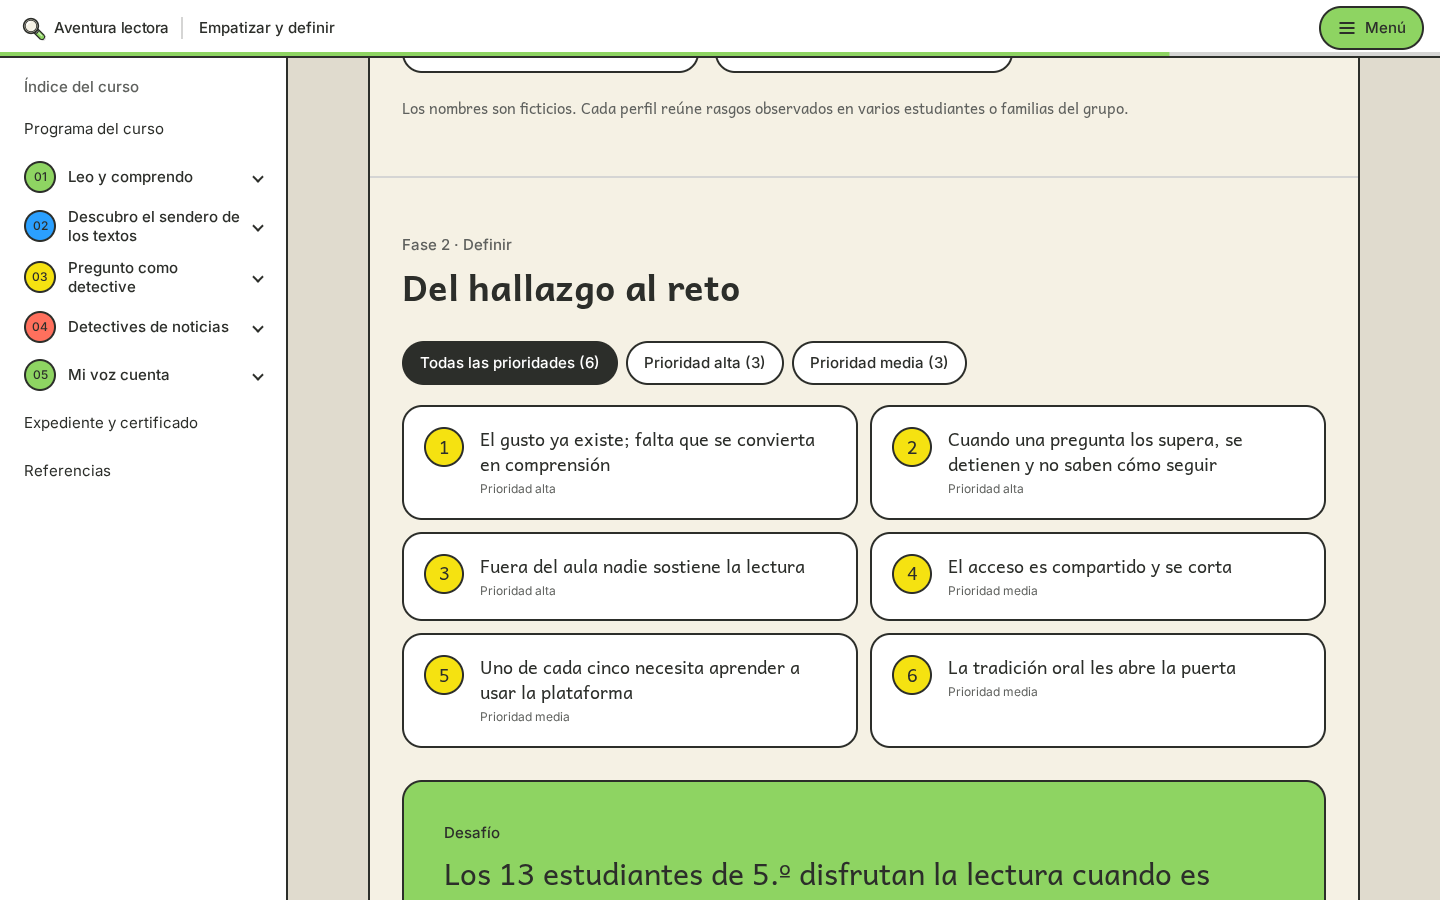 Aventura lectora
Empatizar y definir
Menú
Índice del curso
Programa del curso
01
Leo y comprendo
02
Descubro el sendero de
los textos
03
Pregunto como
detective
04
Detectives de noticias
05
Mi voz cuenta
Expediente y certificado
Referencias
Los nombres son ficticios. Cada perfil reúne rasgos observados en varios estudiantes o familias del grupo.
Fase 2 · Definir
Del hallazgo al reto
Todas las prioridades (6)
Prioridad alta (3)
Prioridad media (3)
1
El gusto ya existe; falta que se convierta
en comprensión
Prioridad alta
2
Cuando una pregunta los supera, se
detienen y no saben cómo seguir
Prioridad alta
3
Fuera del aula nadie sostiene la lectura
Prioridad alta
4
El acceso es compartido y se corta
Prioridad media
5
Uno de cada cinco necesita aprender a
usar la plataforma
Prioridad media
6
La tradición oral les abre la puerta
Prioridad media
Desafío
Los 13 estudiantes de 5.º disfrutan la lectura cuando es